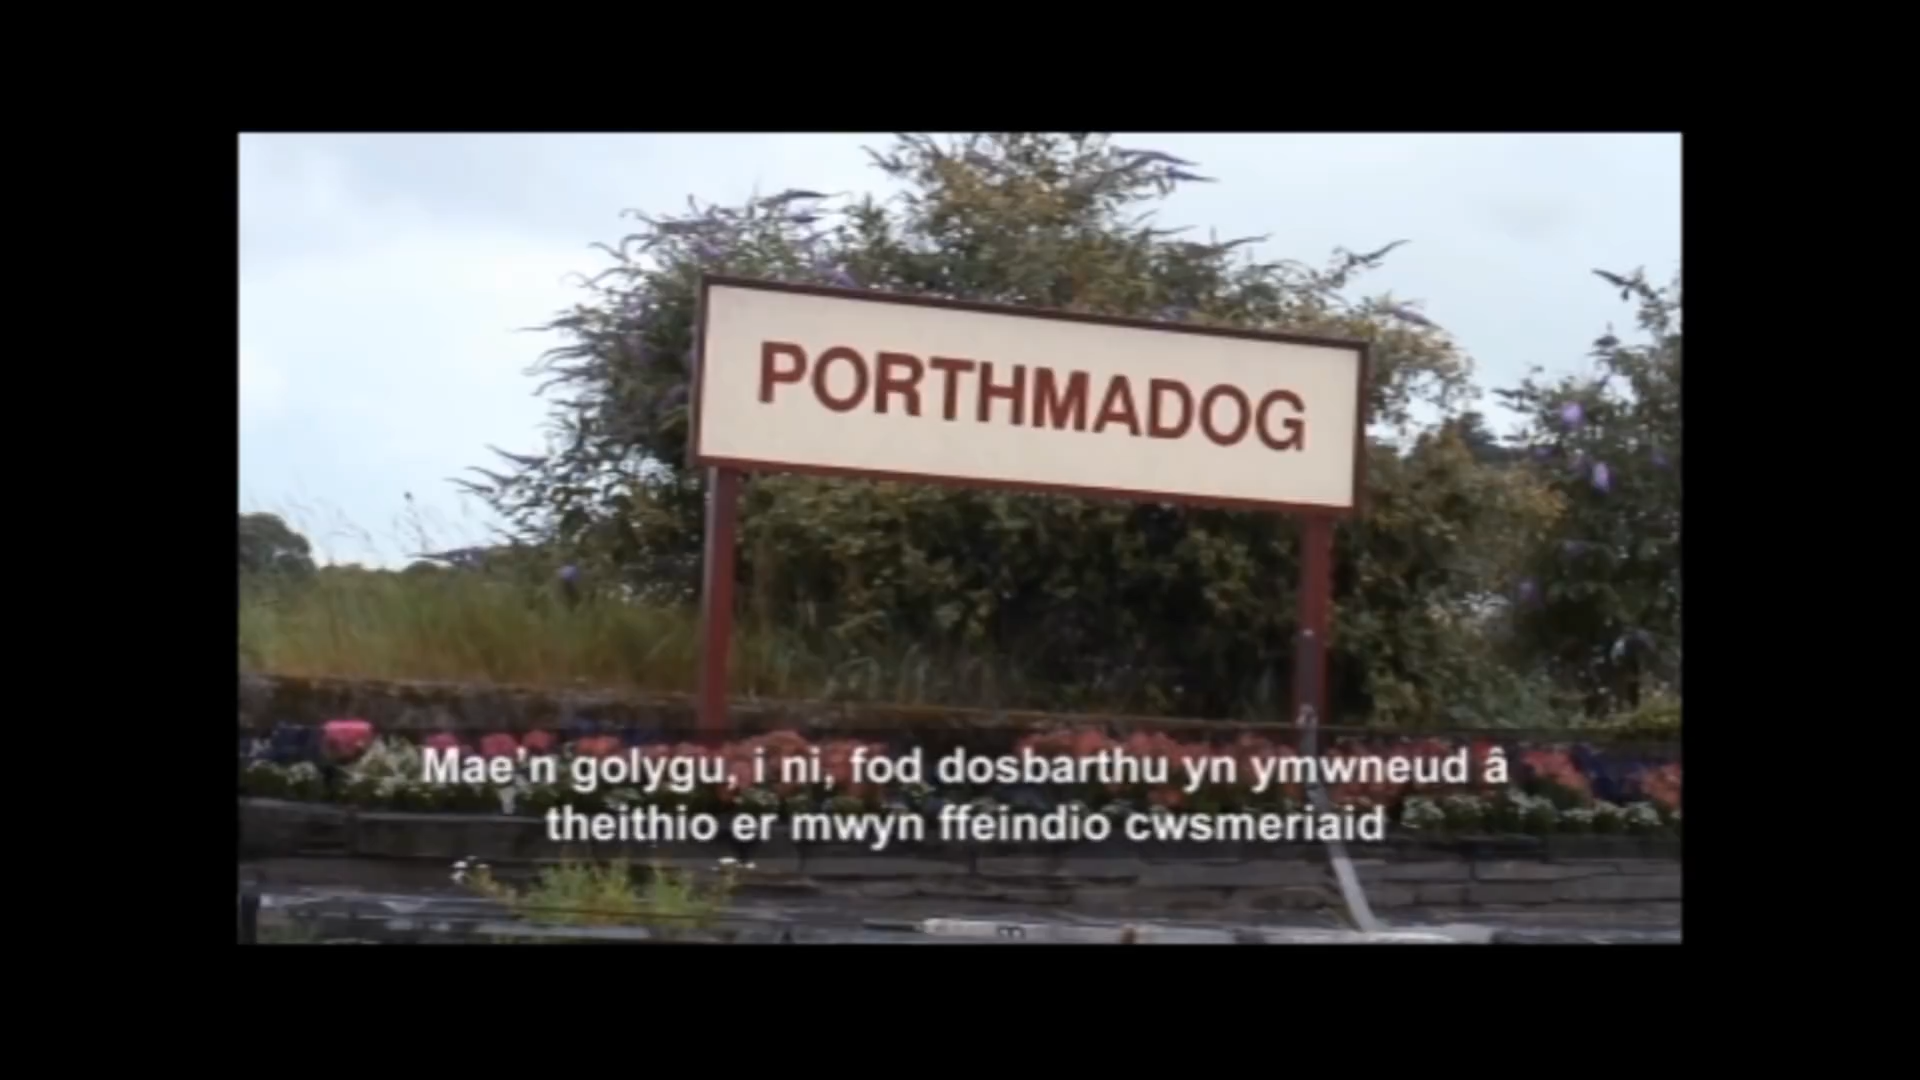 PORTHMADOG
Mae'n golygu, i ni, fod dosbarthu yn ymwneud â
theithio er mwyn ffeindio cwsmeriaid